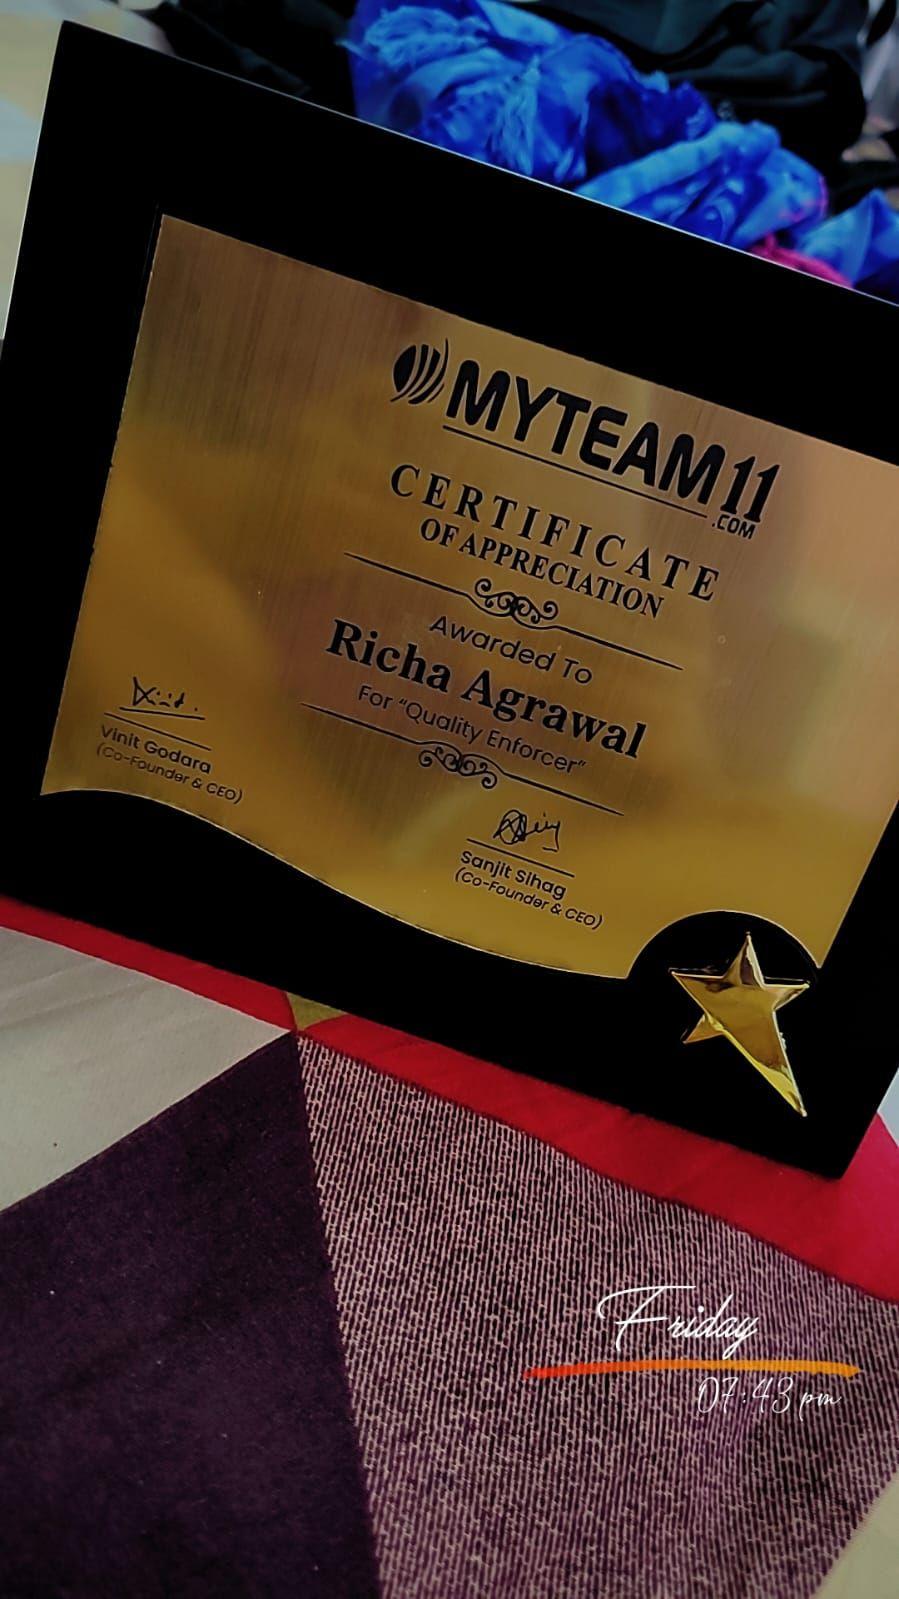 MYTEAM11
.COM
CERTIFICATE
OF APPRECIATION
Awarded To
Richa Agrawal
For “Quality Enforcer”
Vinit Godara
(Co-Founder & CEO)
Sanjit Sihag
(Co-Founder & CEO)
Friday
07:43 pm